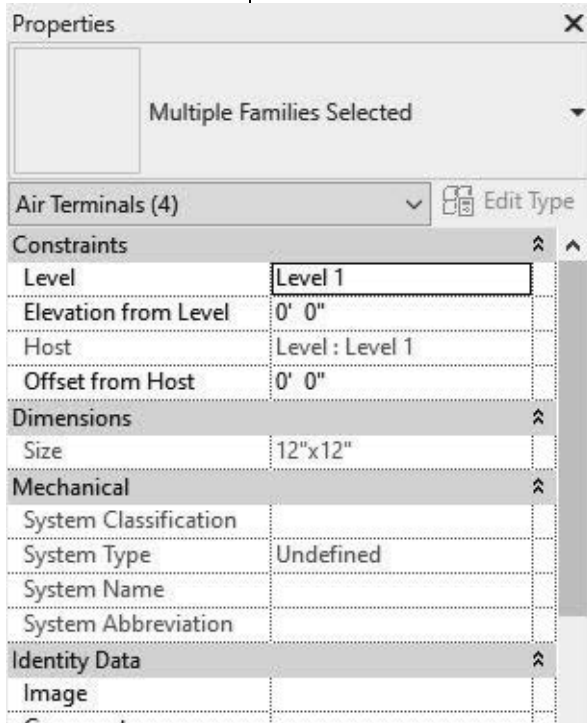 Properties
Multiple Families Selected
Air Terminals (4) Edit Type
Constraints
Level Level 1
Elevation from Level 0' 0"
Host Level : Level 1
Offset from Host 0' 0"
Dimensions
Size 12"x12"
Mechanical
System Classification
System Type Undefined
System Name
System Abbreviation
Identity Data
Image